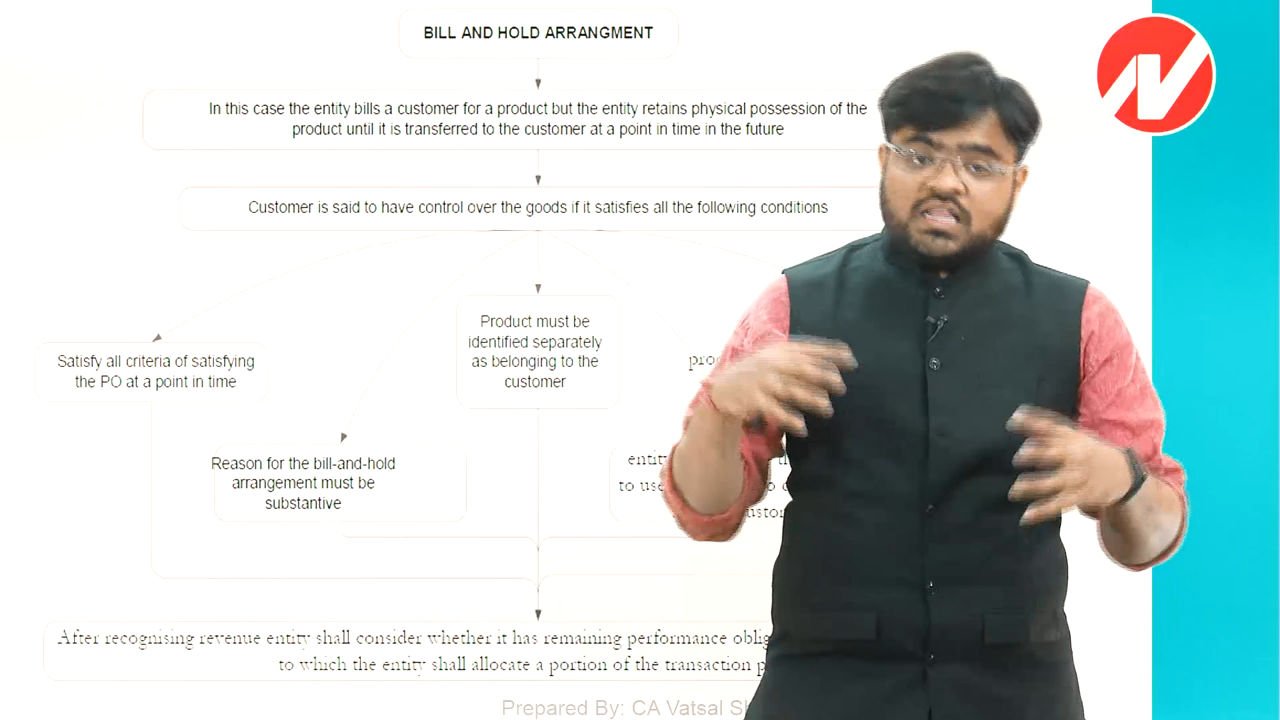 BILL AND HOLD ARRANGMENT
In this case the entity bills a customer for a product but the entity retains physical possession of the
product until it is transferred to the customer at a point in time in the future
Customer is said to have control over the goods if it satisfies all the following conditions
Product must be
identified separately
as belonging to the
customer
Satisfy all criteria of satisfying
the PO at a point in time
Reason for the bill-and-hold
arrangement must be
substantive
to
After recognising revenue entity shall consider whether it has remaining performance
to which the entity shall allocate a portion of the transaction
Prepared By: CA Vatsal